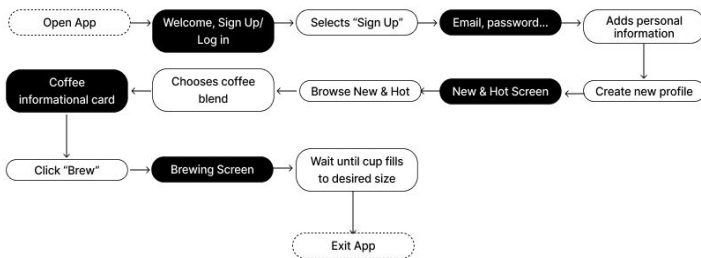 Open App
Welcome, Sign Up/
Log in
Selects "Sign Up"
Email, password...
Adds personal
information
Coffee
informational card
Chooses coffee
blend
Browse New & Hot
New & Hot Screen
Create new profile
Click "Brew"
Brewing Screen
Wait until cup fills
to desired size
Exit App